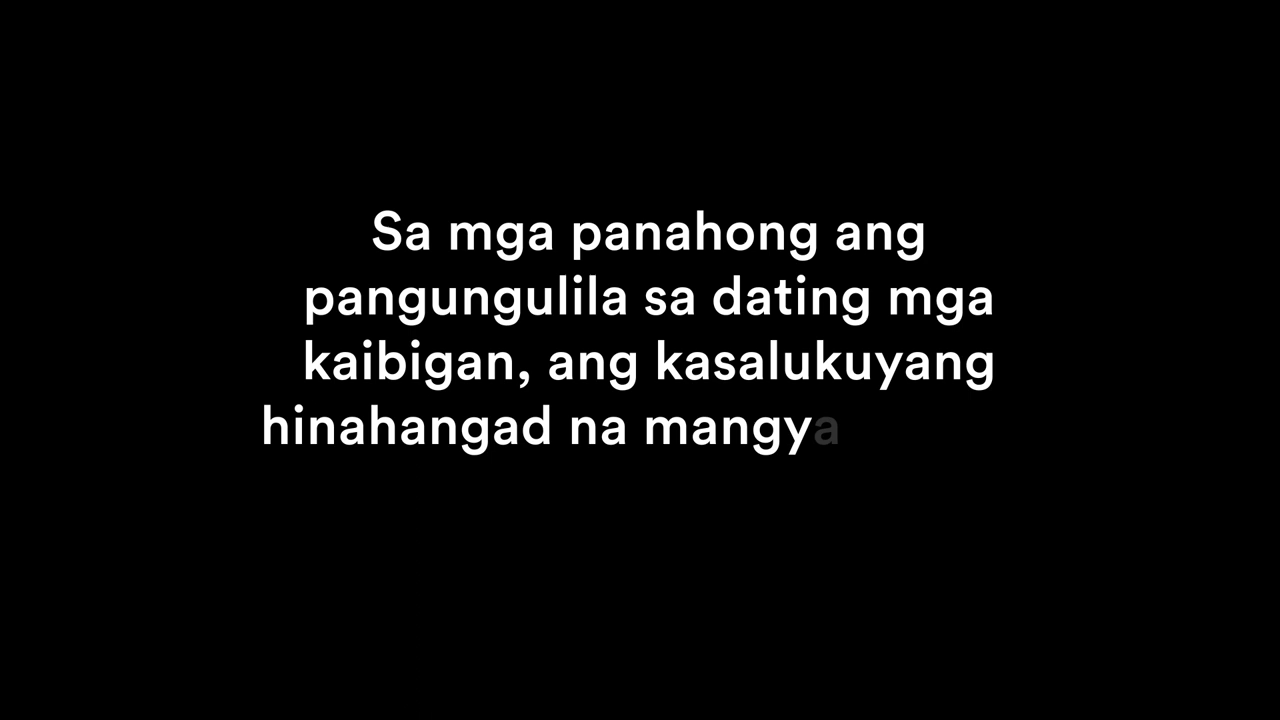 Sa mga panahong ang
pangungulila sa dating mga
kaibigan, ang kasalukuyang
hinahangad na mangya